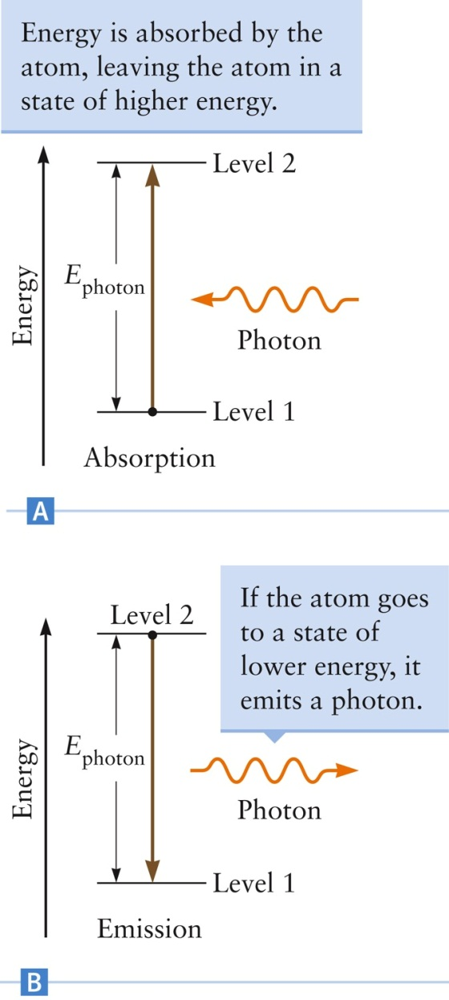 Energy is absorbed by the
atom, leaving the atom in a
state of higher energy.
Level 2
Energy
Ephoton
Photon
Level 1
Absorption
A
Level 2
If the atom goes
to a state of
lower energy, it
emits a photon.
Energy
Ephoton
Photon
Level 1
Emission
B